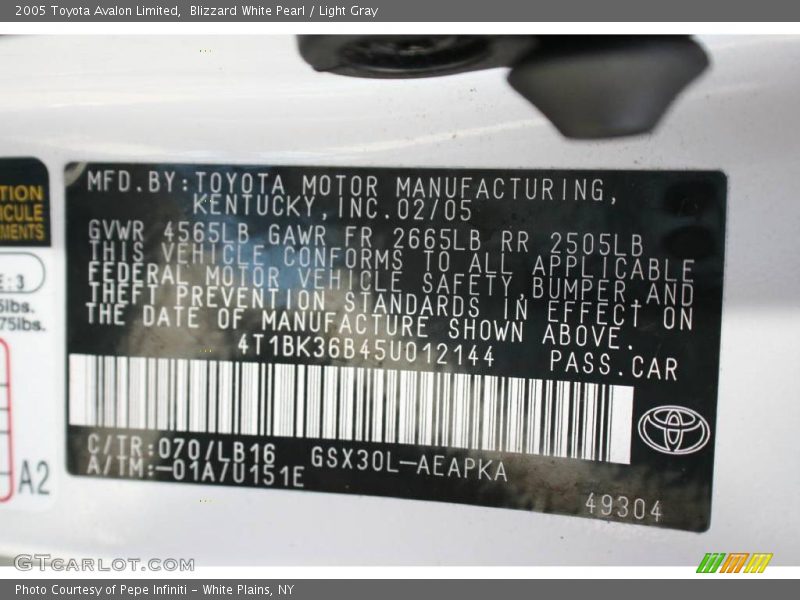 2005 Toyota Avalon Limited,  Blizzard White Pearl / Light Gray
MFD.BY:TOYOTA MOTOR MANUFACTURING,
KENTUCKY,INC.02/05
GVWR 4565LB GAWR FR 2665LB RR 2505LB
THIS VEHICLE CONFORMS TO ALL APPLICABLE
FEDERAL MOTOR VEHICLE SAFETY,BUMPER,AND
THEFT PREVENTION STANDARDS IN EFFECT ON
THE DATE OF MANUFACTURE SHOWN ABOVE.
4T1BK36B45U012144 PASS.CAR
C/TR:070/LB16 GSX30L-AEAPKA
A/TM:-01A/U151E
49304
A2
GTCARLOT.COM
Photo Courtesy of Pepe Infiniti - White Plains, NY